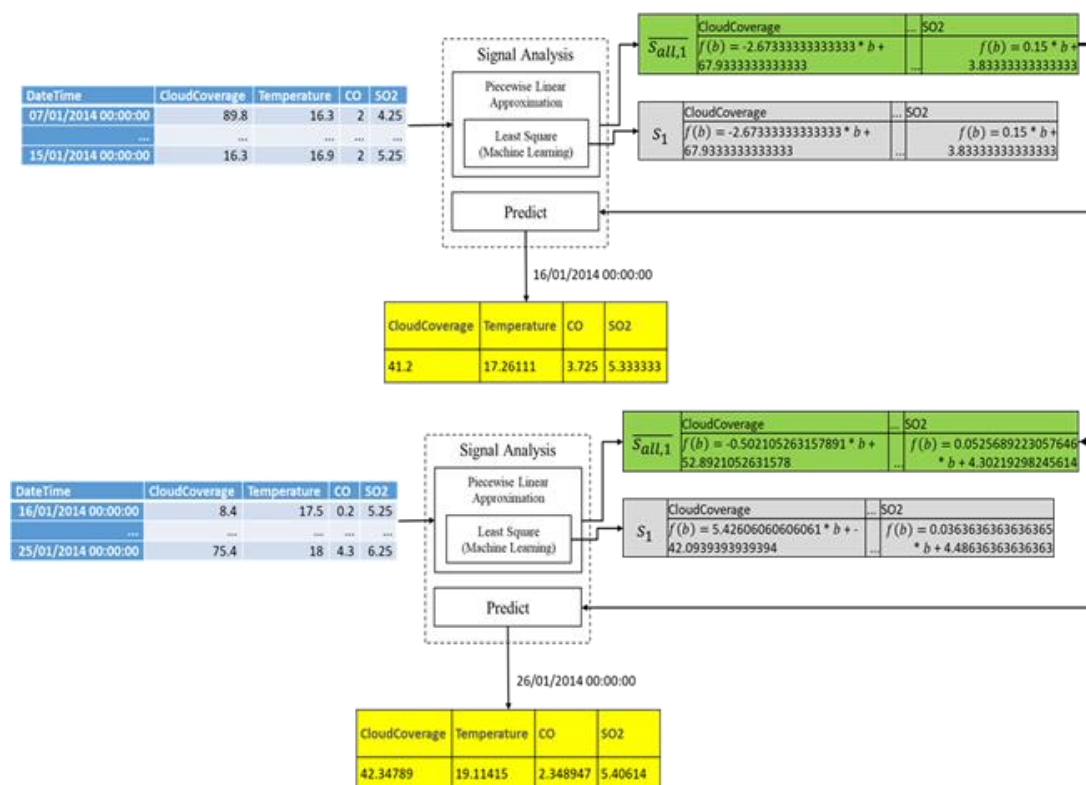 DateTime CloudCoverage Temperature CO SO2
07/01/2014 00:00:00 89.8 16.3 2 4.25
... ... ... ... ...
15/01/2014 00:00:00 16.3 16.9 2 5.25
Signal Analysis
Piecewise Linear
Approximation
Least Square
(Machine Learning)
Predict
S_all,1
CloudCoverage ... SO2
f(b) = -2.67333333333333 * b + f(b) = 0.15 * b +
67.9333333333333 ... 3.83333333333333
S_1
CloudCoverage ... SO2
f(b) = -2.67333333333333 * b + f(b) = 0.15 * b +
67.9333333333333 ... 3.83333333333333
16/01/2014 00:00:00
CloudCoverage Temperature CO SO2
41.2 17.26111 3.725 5.333333
DateTime CloudCoverage Temperature CO SO2
16/01/2014 00:00:00 8.4 17.5 0.2 5.25
... ... ... ... ...
25/01/2014 00:00:00 75.4 18 4.3 6.25
Signal Analysis
Piecewise Linear
Approximation
Least Square
(Machine Learning)
Predict
S_all,1
CloudCoverage ... SO2
f(b) = -0.502105263157891 * b + f(b) = 0.0525689223057646
52.8921052631578 ... * b + 4.30219298245614
S_1
CloudCoverage ... SO2
f(b) = 5.42606060606061 * b + - f(b) = 0.0363636363636365
42.0939393939394 ... * b + 4.48636363636363
26/01/2014 00:00:00
CloudCoverage Temperature CO SO2
42.34789 19.11415 2.348947 5.40614